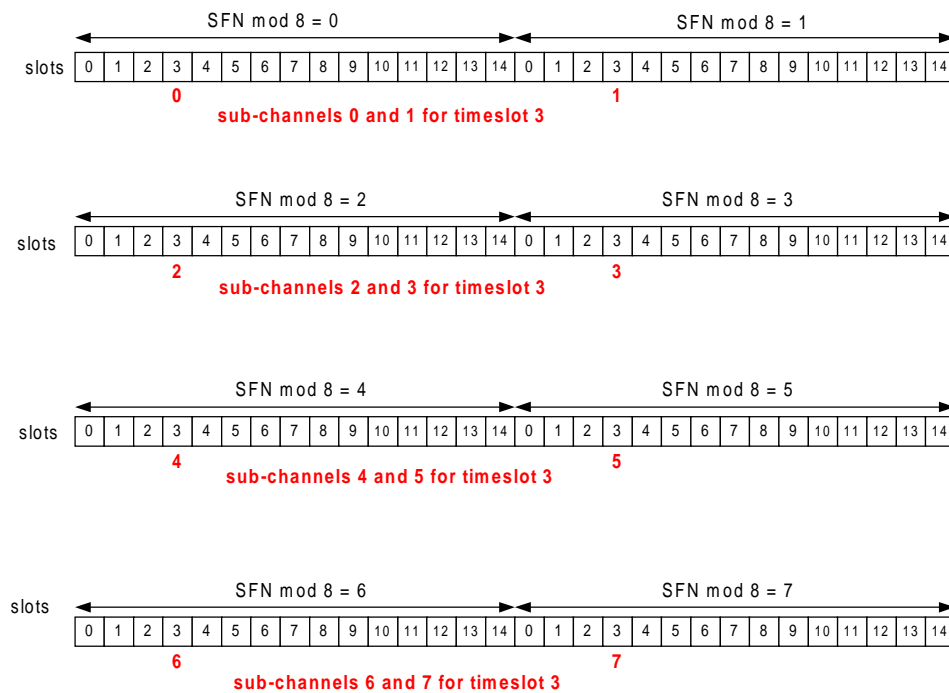 SFN mod 8 = 0 SFN mod 8 = 1
slots 0 1 2 3 4 5 6 7 8 9 10 11 12 13 14 0 1 2 3 4 5 6 7 8 9 10 11 12 13 14
0 1
sub-channels 0 and 1 for timeslot 3
SFN mod 8 = 2 SFN mod 8 = 3
slots 0 1 2 3 4 5 6 7 8 9 10 11 12 13 14 0 1 2 3 4 5 6 7 8 9 10 11 12 13 14
2 3
sub-channels 2 and 3 for timeslot 3
SFN mod 8 = 4 SFN mod 8 = 5
slots 0 1 2 3 4 5 6 7 8 9 10 11 12 13 14 0 1 2 3 4 5 6 7 8 9 10 11 12 13 14
4 5
sub-channels 4 and 5 for timeslot 3
SFN mod 8 = 6 SFN mod 8 = 7
slots
0 1 2 3 4 5 6 7 8 9 10 11 12 13 14 0 1 2 3 4 5 6 7 8 9 10 11 12 13 14
6 7
sub-channels 6 and 7 for timeslot 3